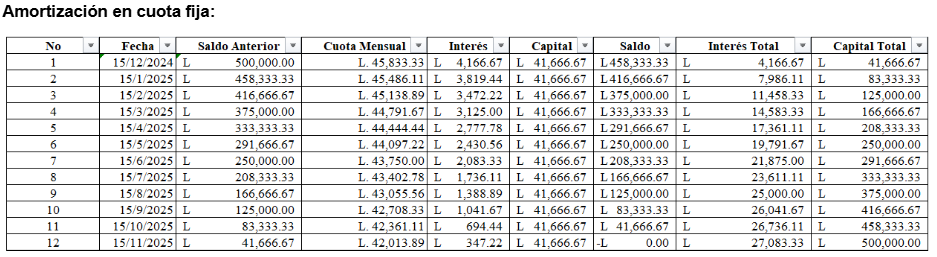 Amortización en cuota fija:
No Fecha Saldo Anterior Cuota Mensual Interés Capital Saldo Interés Total Capital Total
1 15/12/2024 L 500,000.00 L. 45,833.33 L 4,166.67 L 41,666.67 L 458,333.33 L 4,166.67 L 41,666.67
2 15/1/2025 L 458,333.33 L. 45,486.11 L 3,819.44 L 41,666.67 L 416,666.67 L 7,986.11 L 83,333.33
3 15/2/2025 L 416,666.67 L. 45,138.89 L 3,472.22 L 41,666.67 L 375,000.00 L 11,458.33 L 125,000.00
4 15/3/2025 L 375,000.00 L. 44,791.67 L 3,125.00 L 41,666.67 L 333,333.33 L 14,583.33 L 166,666.67
5 15/4/2025 L 333,333.33 L. 44,444.44 L 2,777.78 L 41,666.67 L 291,666.67 L 17,361.11 L 208,333.33
6 15/5/2025 L 291,666.67 L. 44,097.22 L 2,430.56 L 41,666.67 L 250,000.00 L 19,791.67 L 250,000.00
7 15/6/2025 L 250,000.00 L. 43,750.00 L 2,083.33 L 41,666.67 L 208,333.33 L 21,875.00 L 291,666.67
8 15/7/2025 L 208,333.33 L. 43,402.78 L 1,736.11 L 41,666.67 L 166,666.67 L 23,611.11 L 333,333.33
9 15/8/2025 L 166,666.67 L. 43,055.56 L 1,388.89 L 41,666.67 L 125,000.00 L 25,000.00 L 375,000.00
10 15/9/2025 L 125,000.00 L. 42,708.33 L 1,041.67 L 41,666.67 L 83,333.33 L 26,041.67 L 416,666.67
11 15/10/2025 L 83,333.33 L. 42,361.11 L 694.44 L 41,666.67 L 41,666.67 L 26,736.11 L 458,333.33
12 15/11/2025 L 41,666.67 L. 42,013.89 L 347.22 L 41,666.67 -L 0.00 L 27,083.33 L 500,000.00